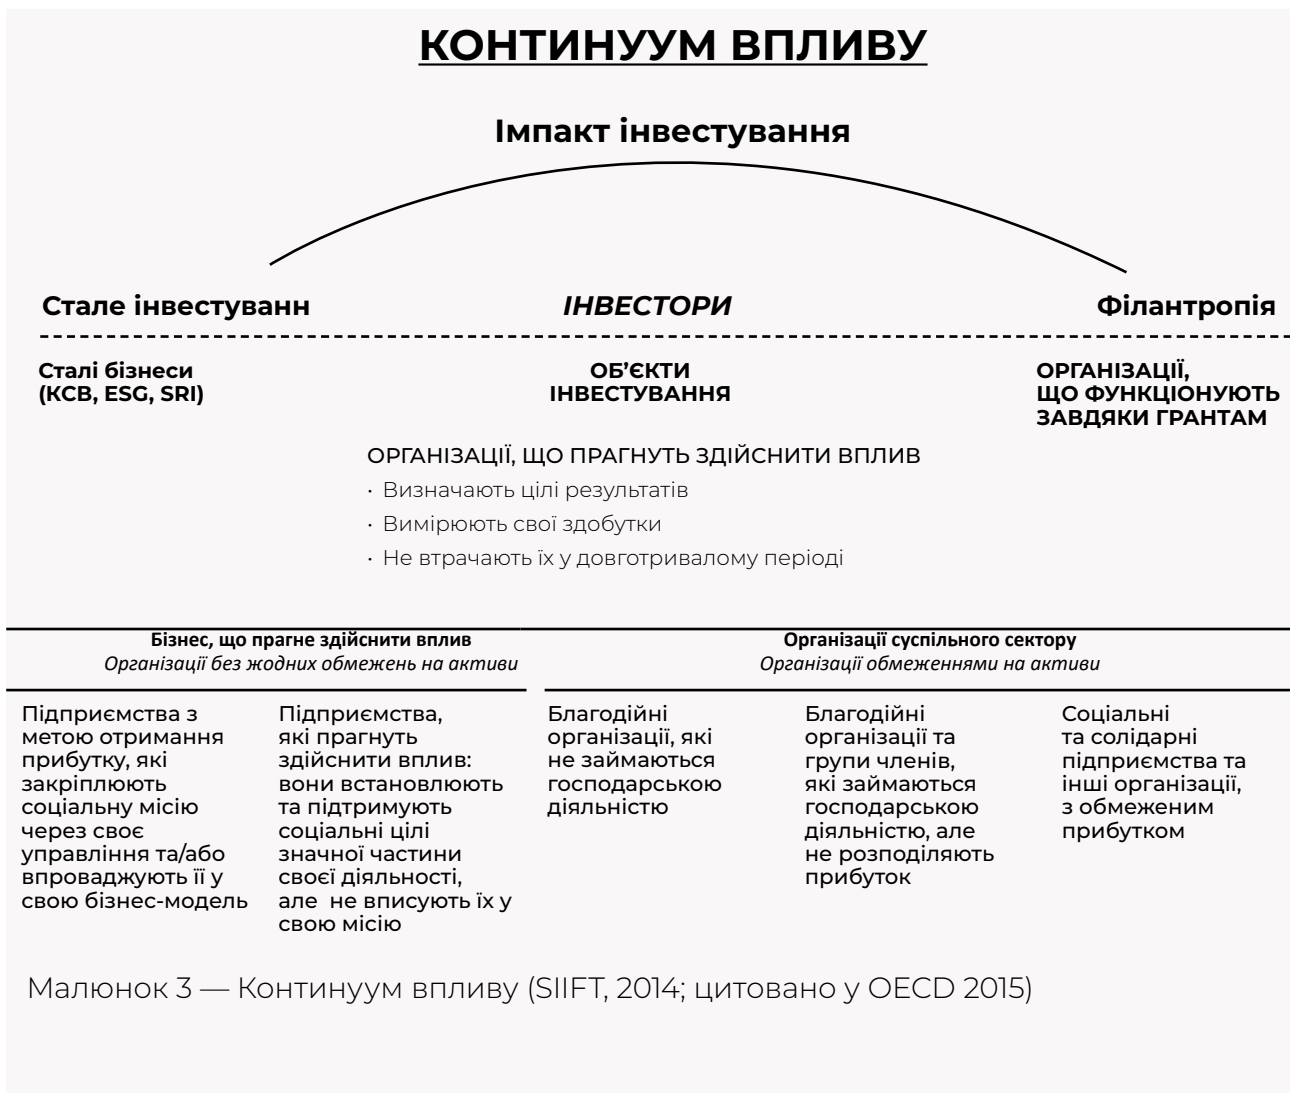 КОНТИНУУМ ВПЛИВУ
Імпакт інвестування
Стале інвестуванн
ІНВЕСТОРИ
Філантропія
Сталі бізнеси
(КСВ, ESG, SRI)
ОБ’ЄКТИ
ІНВЕСТУВАННЯ
ОРГАНІЗАЦІЇ,
ЩО ФУНКЦІОНУЮТЬ
ЗАВДЯКИ ГРАНТАМ
ОРГАНІЗАЦІЇ, ЩО ПРАГНУТЬ ЗДІЙСНИТИ ВПЛИВ
· Визначають цілі результатів
· Вимірюють свої здобутки
· Не втрачають їх у довготривалому періоді
Бізнес, що прагне здійснити вплив
Організації без жодних обмежень на активи
Організації суспільного сектору
Організації обмеженнями на активи
Підприємства з
метою отримання
прибутку, які
закріплюють
соціальну місію
через своє
управління та/або
впроваджують її у
свою бізнес-модель
Підприємства,
які прагнуть
здійснити вплив:
вони встановлюють
та підтримують
соціальні цілі
значної частини
своєї діяльності,
але не вписують їх у
свою місію
Благодійні
організації, які
не займаються
господарською
діяльністю
Благодійні
організації та
групи членів,
які займаються
господарською
діяльністю, але
не розподіляють
прибуток
Соціальні
та солідарні
підприємства та
інші організації,
з обмеженим
прибутком
Малюнок 3 — Континуум впливу (SIIFT, 2014; цитовано у OECD 2015)